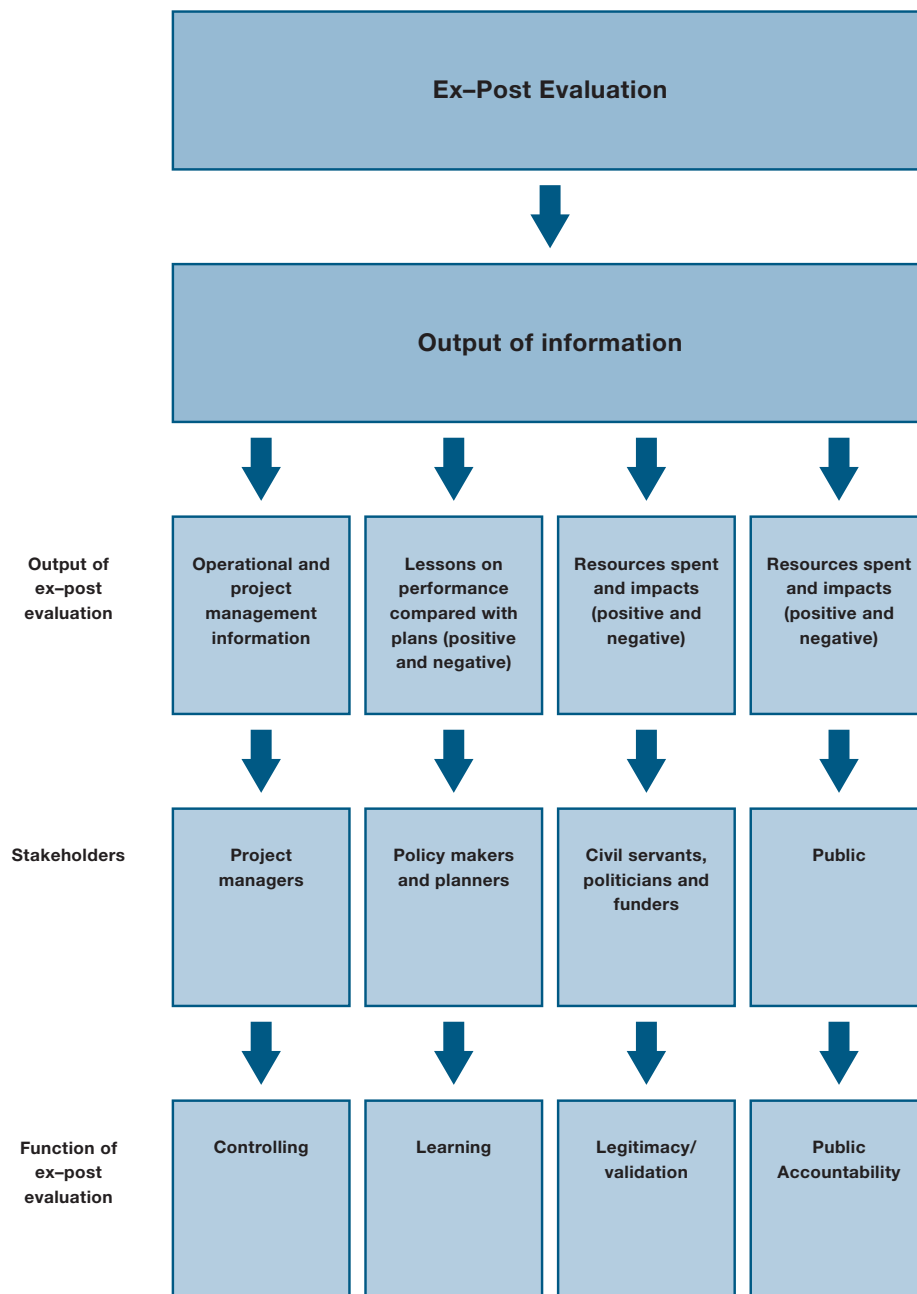 Ex–Post Evaluation
Output of information
Output of
ex–post
evaluation
Operational and
project
management
information
Lessons on
performance
compared with
plans (positive
and negative)
Resources spent
and impacts
(positive and
negative)
Resources spent
and impacts
(positive and
negative)
Stakeholders
Project
managers
Policy makers
and planners
Civil servants,
politicians and
funders
Public
Function of
ex–post
evaluation
Controlling
Learning
Legitimacy/
validation
Public
Accountability